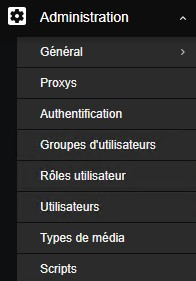 Administration
Général
Proxys
Authentification
Groupes d'utilisateurs
Rôles utilisateur
Utilisateurs
Types de média
Scripts